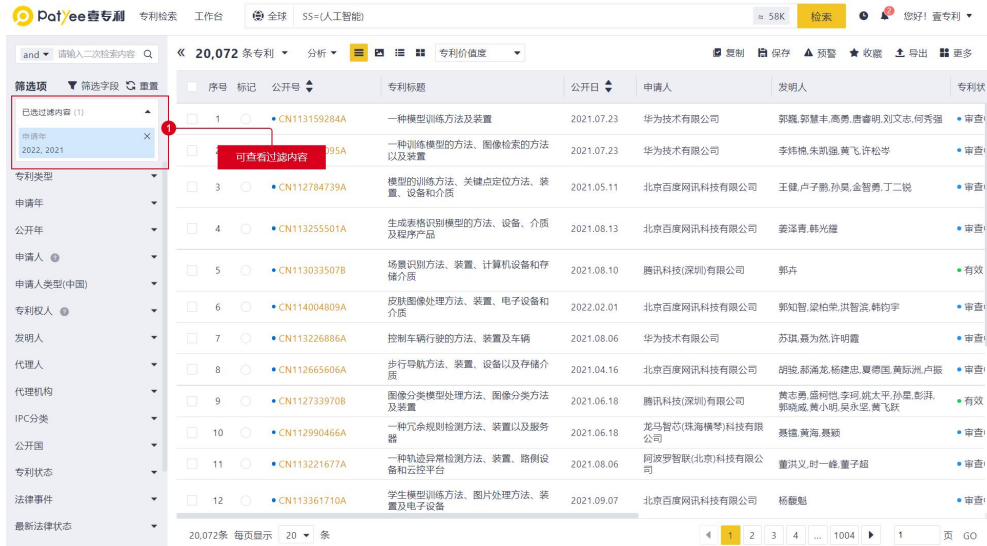 Patyee壹专利 专利检索 工作台 全球 SS=(人工智能) ≈ 58K 检索 2 您好! 壹专利
and 请输入二次检索内容 20,072 条专利 分析 专利价值度 复制 保存 预警 收藏 导出 更多
筛选项 筛选字段 重置 序号 标记 公开号 专利标题 公开日 申请人 发明人 专利状
已选过滤内容 (1)
申请年
2022, 2021
1
可查看过滤内容
1 CN113159284A 一种模型训练方法及装置 2021.07.23 华为技术有限公司 郭巍,郭慧丰,高勇,唐睿明,刘文志,何秀强 审查
095A 一种训练模型的方法、图像检索的方法
以及装置 2021.07.23 华为技术有限公司 李炜棉,朱凯强,黄飞,许松岑 审查
专利类型
3 CN112784739A 模型的训练方法、关键点定位方法、装
置、设备和介质 2021.05.11 北京百度网讯科技有限公司 王健,卢子鹏,孙昊,金智勇,丁二锐 审查
申请年
4 CN113255501A 生成表格识别模型的方法、设备、介质
及程序产品 2021.08.13 北京百度网讯科技有限公司 姜泽青,韩光耀 审查
公开年
申请人
5 CN113033507B 场景识别方法、装置、计算机设备和存
储介质 2021.08.10 腾讯科技(深圳)有限公司 郭卉 有效
申请人类型(中国)
6 CN114004809A 皮肤图像处理方法、装置、电子设备和
介质 2022.02.01 北京百度网讯科技有限公司 郭知智,梁柏荣,洪智滨,韩钧宇 审查
专利权人
发明人
7 CN113226886A 控制车辆行驶的方法、装置及车辆 2021.08.06 华为技术有限公司 苏琪,聂为然,许明霞 审查
代理人
8 CN112665606A 步行导航方法、装置、设备以及存储介
质 2021.04.16 北京百度网讯科技有限公司 胡骏,郝涌龙,杨建忠,夏德国,黄际洲,卢振 审查
代理机构
9 CN112733970B 图像分类模型处理方法、图像分类方法
及装置 2021.06.18 腾讯科技(深圳)有限公司 黄志勇,盛柯恺,李珂,姚太平,孙星,彭湃,
郭晓威,黄小明,吴永坚,黄飞跃 有效
IPC分类
10 CN112990466A 一种冗余规则检测方法、装置以及服务
器 2021.06.18 龙马智芯(珠海横琴)科技有限
公司 聂镭,黄海,聂颖 审查
公开国
11 CN113221677A 一种轨迹异常检测方法、装置、路侧设
备和云控平台 2021.08.06 阿波罗智联(北京)科技有限公
司 董洪义,时一峰,董子超 审查
专利状态
12 CN113361710A 学生模型训练方法、图片处理方法、装
置及电子设备 2021.09.07 北京百度网讯科技有限公司 杨馥魁 审查
法律事件
最新法律状态
20,072条 每页显示 20 条 1 2 3 4 ... 1004 1 页 GO